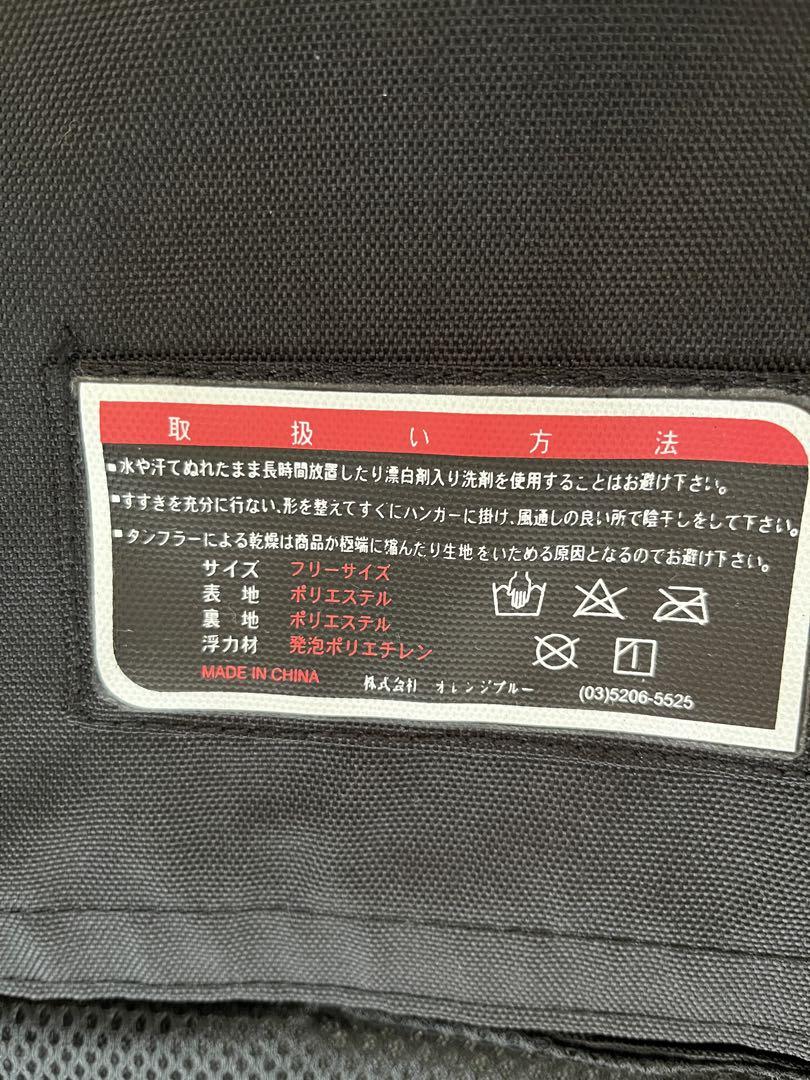 取扱い方法
■水や汗てぬれたまま長時間放置したり漂白剤入り洗剤を使用することはお避け下さい。
■すすぎを充分に行ない、形を整えてすぐにハンガーに掛け、風通しの良い所で陰干しをして下さい。
■タンフラーによる乾燥は商品か極端に縮んだり生地をいためる原因となるのでお避け下さい。
サイズ フリーサイズ
表地 ポリエステル
裏地 ポリエステル
浮力材 発泡ポリエチレン
MADE IN CHINA 株式会社 オレンジブルー (03)5206-5525